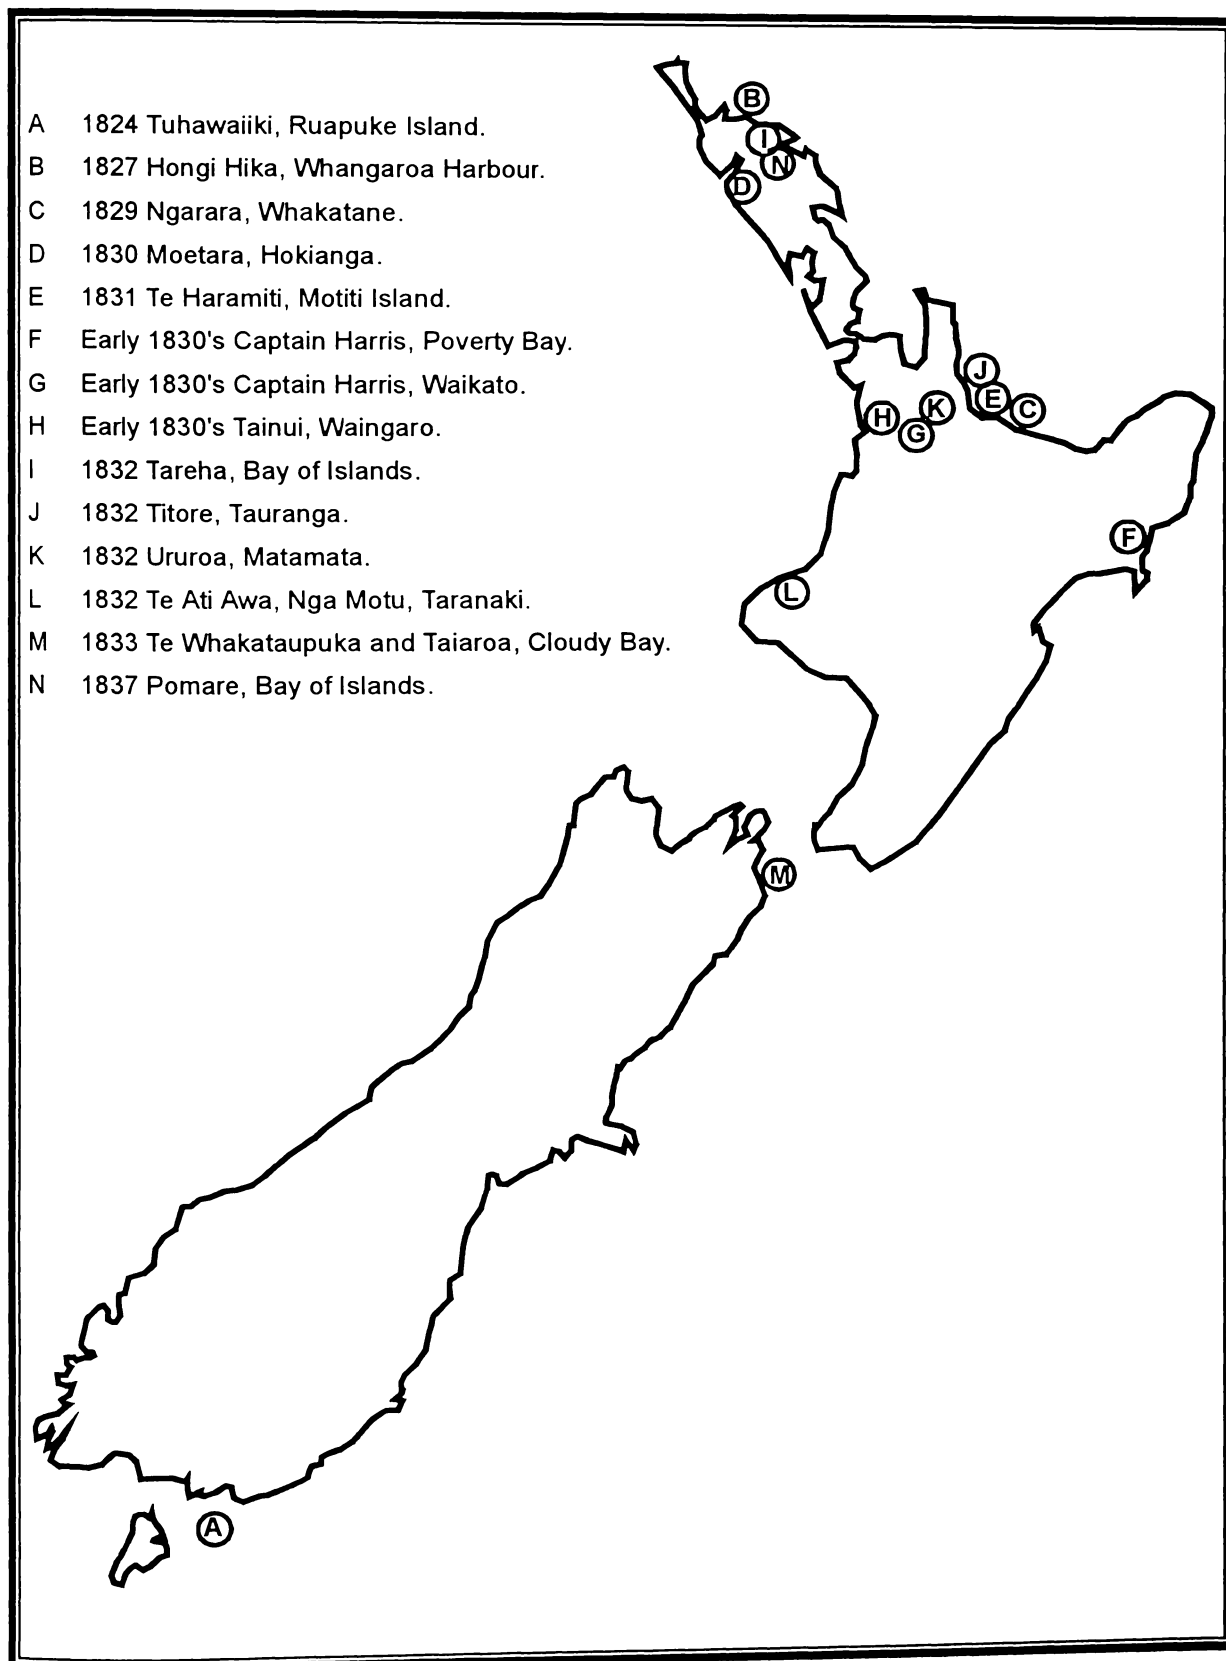 A 1824 Tuhawaiiki, Ruapuke Island.
B 1827 Hongi Hika, Whangaroa Harbour.
C 1829 Ngarara, Whakatane.
D 1830 Moetara, Hokianga.
E 1831 Te Haramiti, Motiti Island.
F Early 1830's Captain Harris, Poverty Bay.
G Early 1830's Captain Harris, Waikato.
H Early 1830's Tainui, Waingaro.
I 1832 Tareha, Bay of Islands.
J 1832 Titore, Tauranga.
K 1832 Ururoa, Matamata.
L 1832 Te Ati Awa, Nga Motu, Taranaki.
M 1833 Te Whakataupuka and Taiaroa, Cloudy Bay.
N 1837 Pomare, Bay of Islands.
B
I
N
D
J
E
C
K
H
G
F
L
M
A